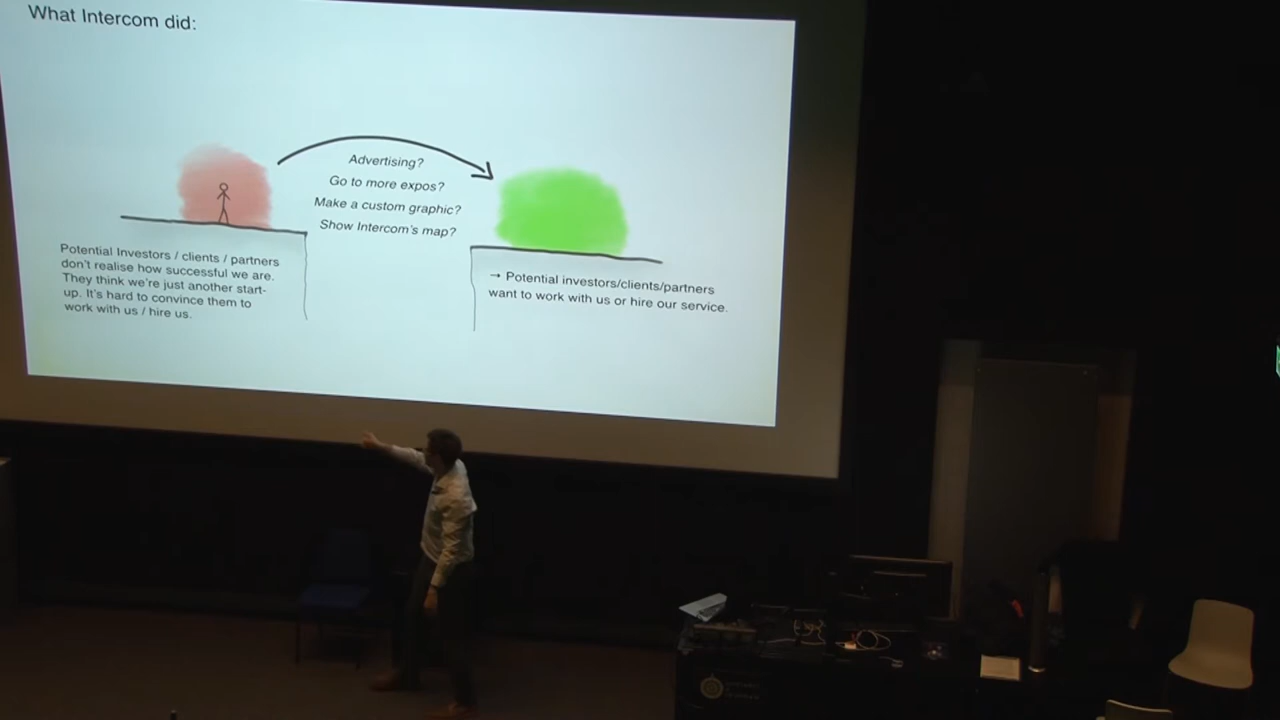 What Intercom did:
Advertising?
Go to more expos?
Make a custom graphic?
Show Intercom's map?
Potential Investors / clients / partners
don't realise how successful we are.
They think we're just another start-
up. It's hard to convince them to
work with us / hire us.
→ Potential investors/clients/partners
want to work with us or hire our service.